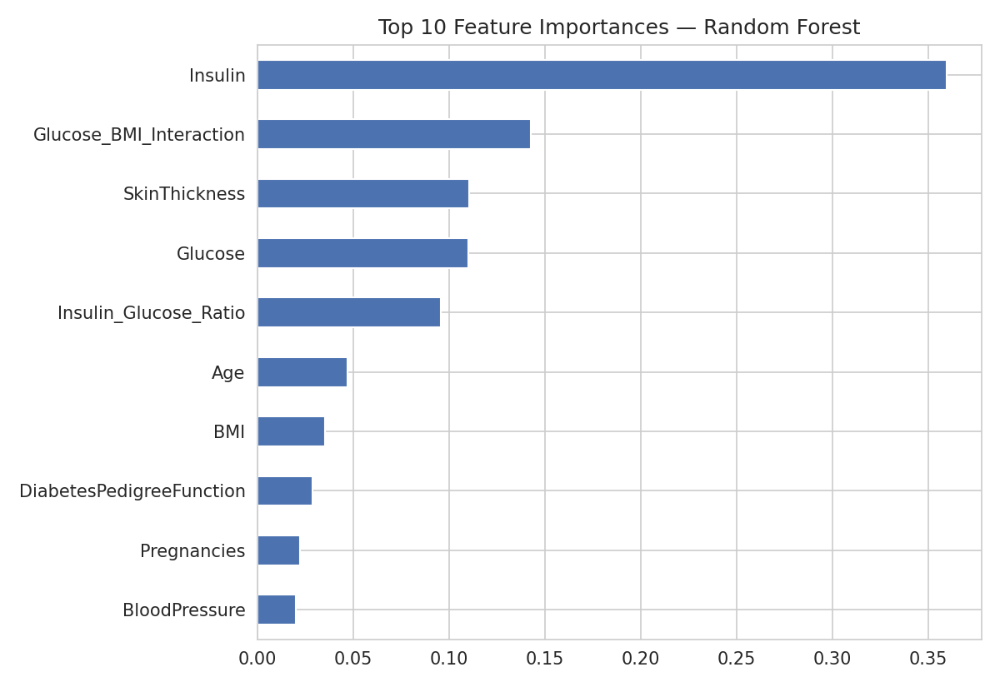 Top 10 Feature Importances — Random Forest
Insulin
Glucose_BMI_Interaction
SkinThickness
Glucose
Insulin_Glucose_Ratio
Age
BMI
DiabetesPedigreeFunction
Pregnancies
BloodPressure
0.00 0.05 0.10 0.15 0.20 0.25 0.30 0.35